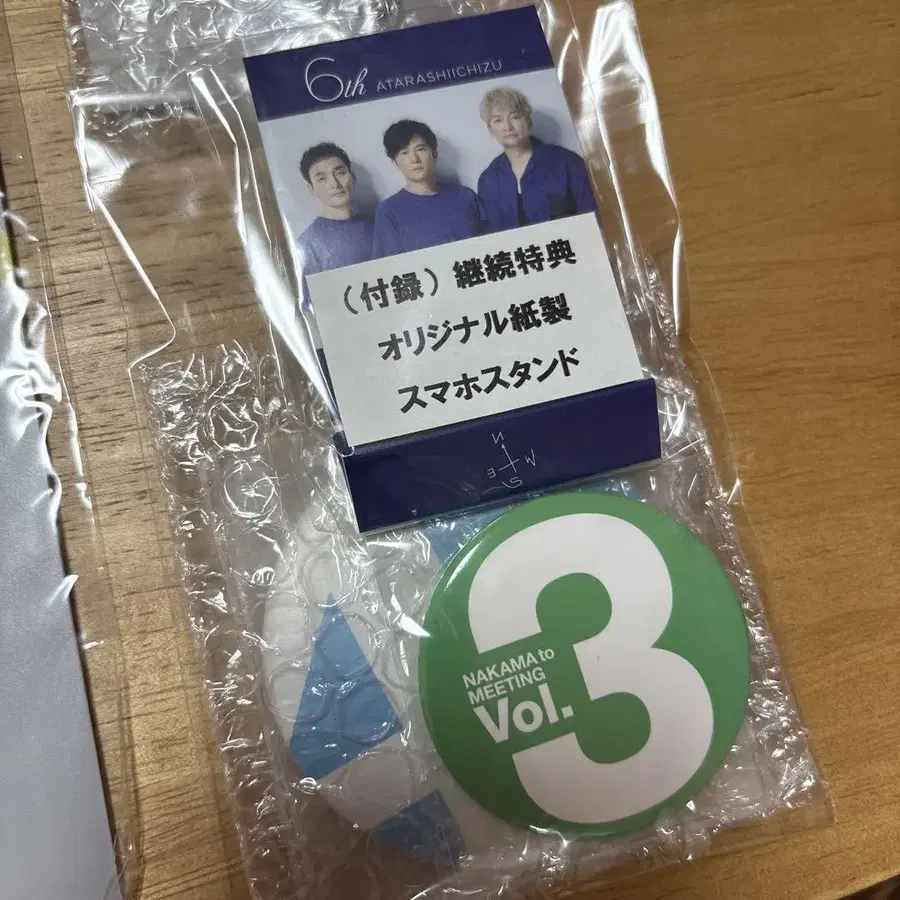 6th ATARASHIICHIZU
(付録) 継続特典
オリジナル紙製
スマホスタンド
N
E W
S
NAKAMA to
MEETING
Vol.
3